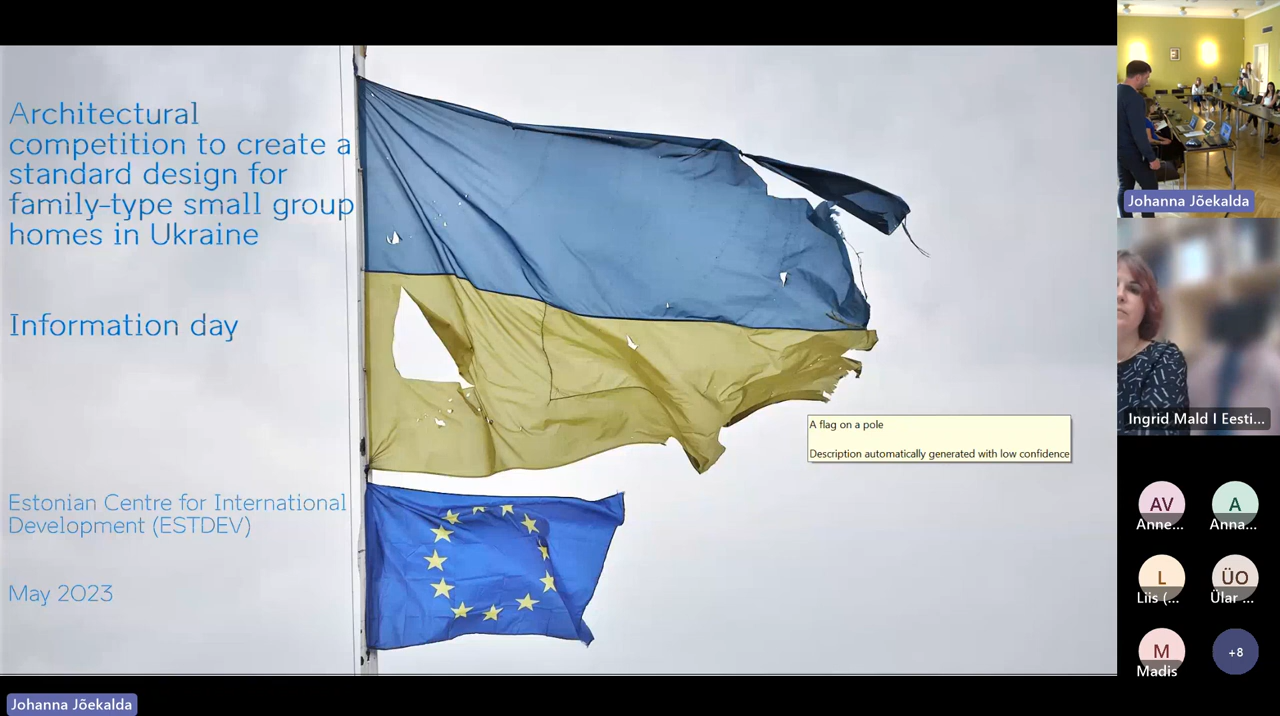 Architectural
competition to create a
standard design for
family-type small group
homes in Ukraine
Information day
Estonian Centre for International
Development (ESTDEV)
May 2023
A flag on a pole
Description automatically generated with low confidence
Johanna Jõekalda
Johanna Jõekalda
Ingrid Mald I Eesti...
AV
Anne...
A
Anna...
L
Liis (...
ÜO
Ülar ...
M
Madis
+8